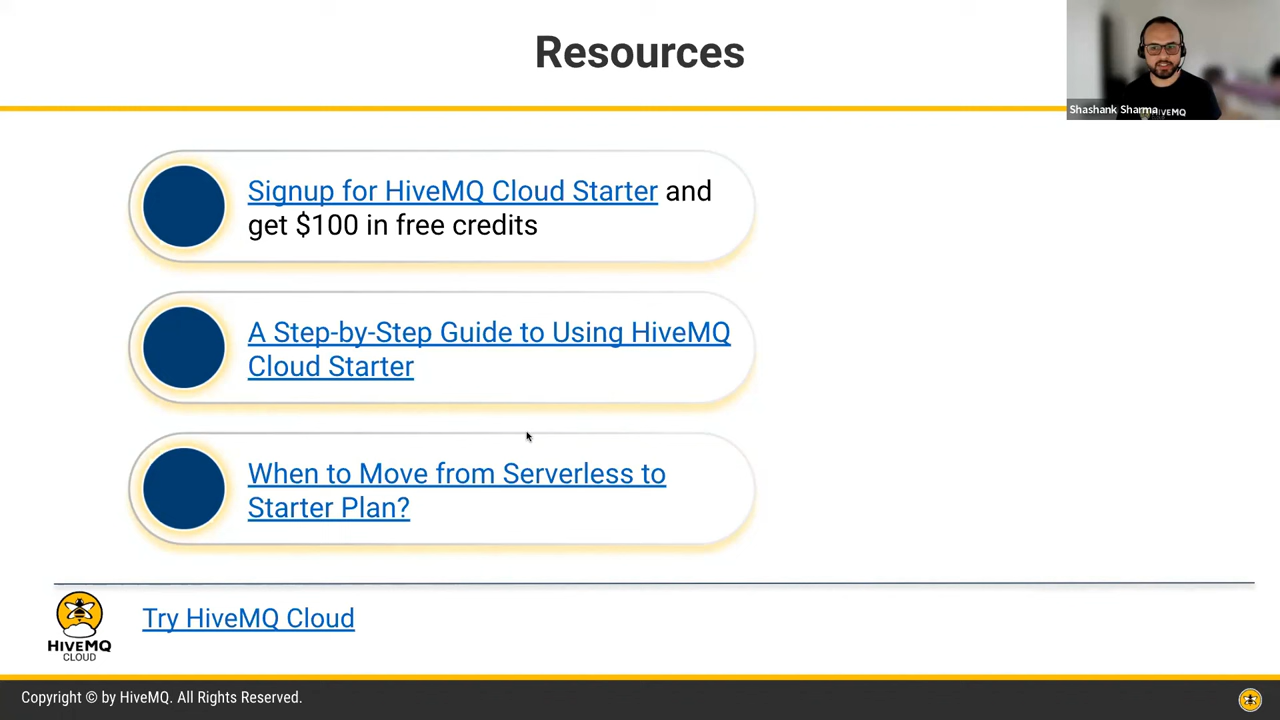 Resources
Shashank Sharma
HIVEMQ
Signup for HiveMQ Cloud Starter and
get $100 in free credits
A Step-by-Step Guide to Using HiveMQ
Cloud Starter
When to Move from Serverless to
Starter Plan?
HIVEMQ
CLOUD
Try HiveMQ Cloud
Copyright © by HiveMQ. All Rights Reserved.